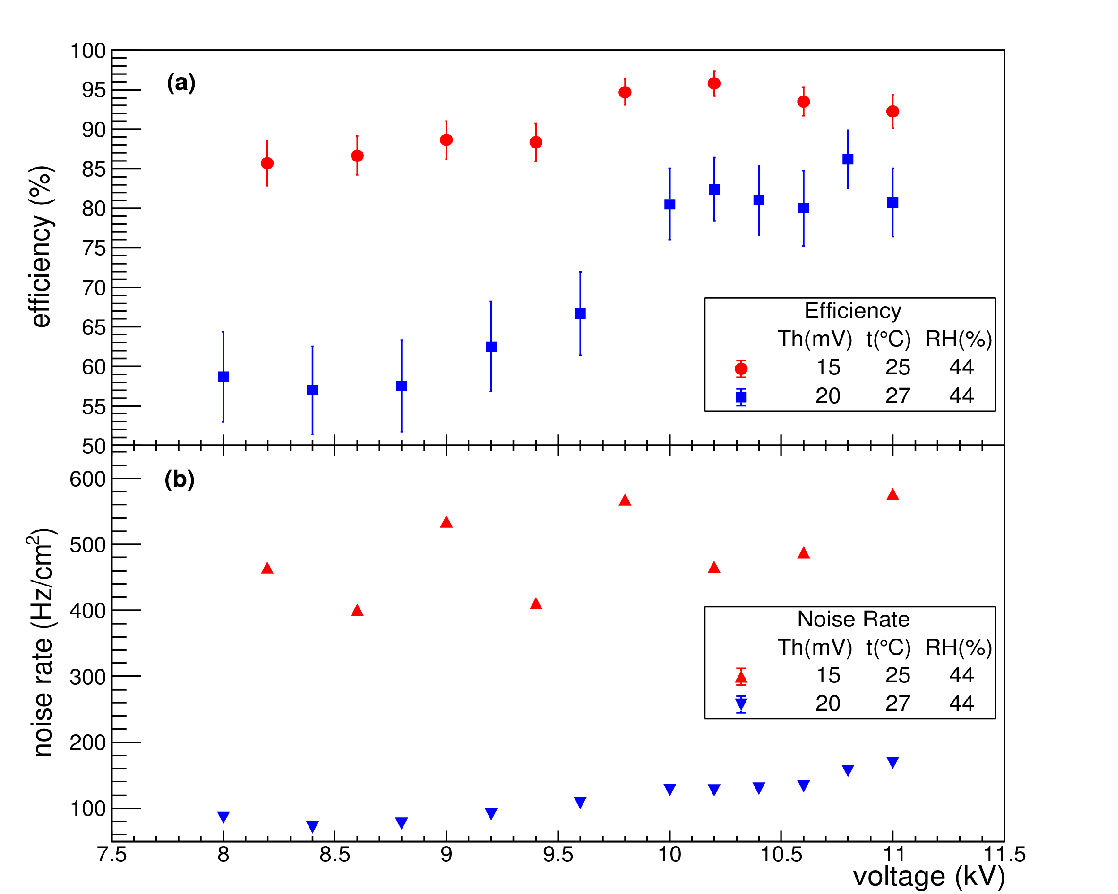 (a)
efficiency (%)
100
95
90
85
80
75
70
65
60
55
50
Efficiency
Th(mV) t(°C) RH(%)
15 25 44
20 27 44
(b)
noise rate (Hz/cm²)
600
500
400
300
200
100
Noise Rate
Th(mV) t(°C) RH(%)
15 25 44
20 27 44
7.5 8 8.5 9 9.5 10 10.5 11 11.5
voltage (kV)